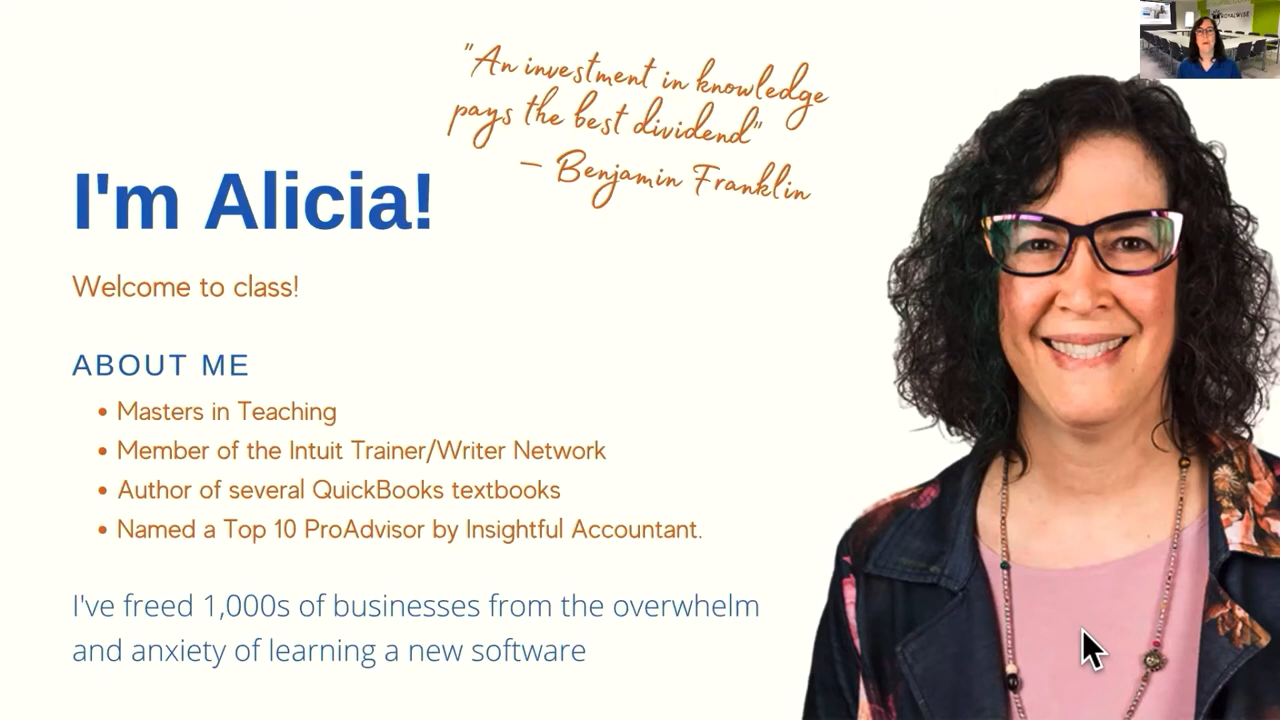 "An investment in knowledge
pays the best dividend"
– Benjamin Franklin
I'm Alicia!
Welcome to class!
ABOUT ME
• Masters in Teaching
• Member of the Intuit Trainer/Writer Network
• Author of several QuickBooks textbooks
• Named a Top 10 ProAdvisor by Insightful Accountant.
I've freed 1,000s of businesses from the overwhelm
and anxiety of learning a new software
ROYALWISE